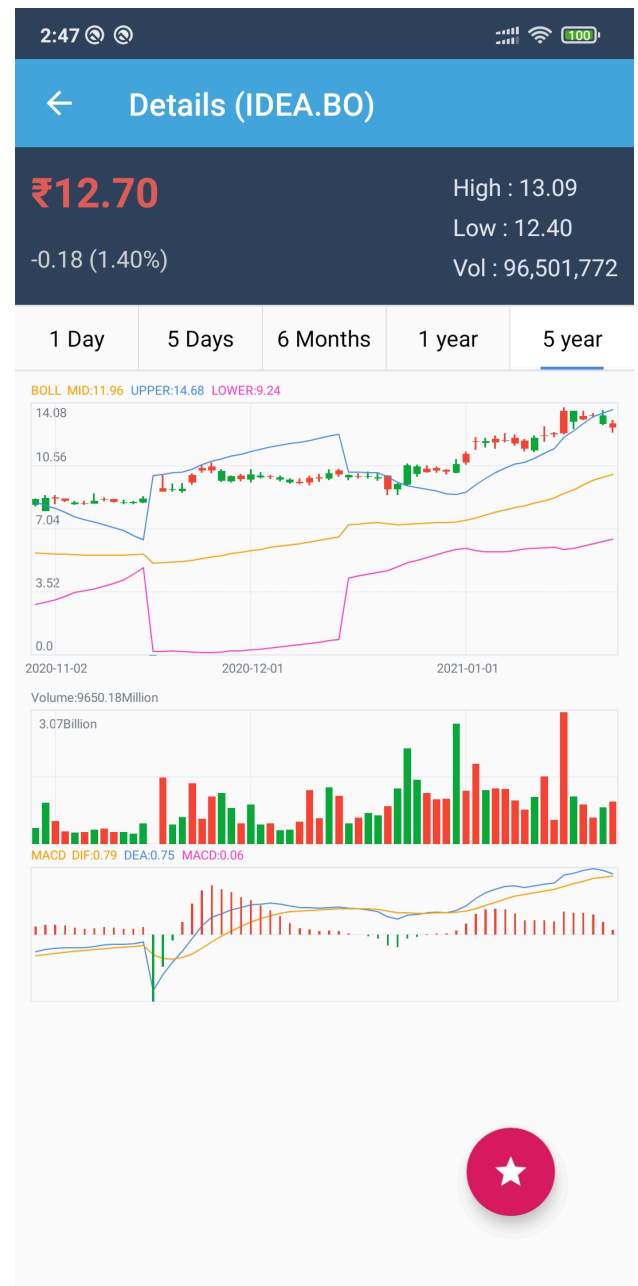 2:47
100
Details (IDEA.BO)
₹12.70
High : 13.09
Low : 12.40
-0.18 (1.40%)
Vol : 96,501,772
1 Day 5 Days 6 Months 1 year 5 year
BOLL MID:11.96 UPPER:14.68 LOWER:9.24
14.08
10.56
7.04
3.52
0.0
2020-11-02 2020-12-01 2021-01-01
Volume:9650.18Million
3.07Billion
MACD DIF:0.79 DEA:0.75 MACD:0.06